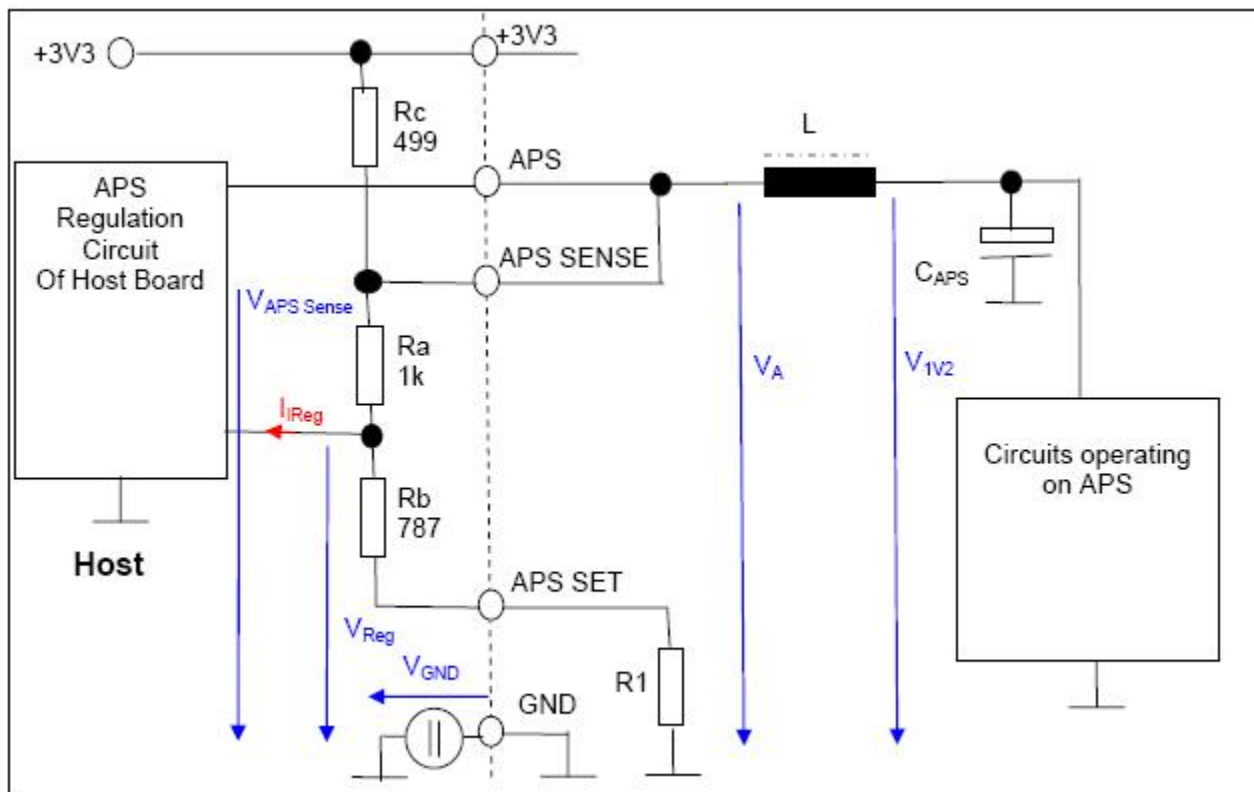 +3V3
+3V3
Rc
499
L
APS
APS
Regulation
Circuit
Of Host Board
APS SENSE
CAPS
VAPS Sense
Ra
1k
VA
V1V2
IIReg
Circuits operating
on APS
Rb
787
Host
APS SET
VReg
VGND
R1
GND